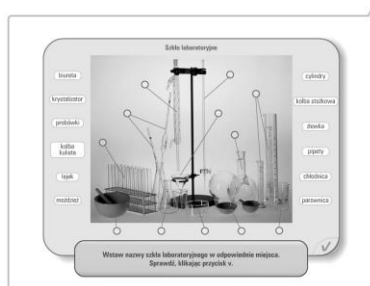 Szkło laboratoryjne
biureta
krystalizator
probówki
kolba
kulista
lejek
moździerz
cylindry
kolba stożkowa
zlewka
pipety
chłodnica
parownica
Wstaw nazwy szkła laboratoryjnego w odpowiednie miejsca.
Sprawdź, klikając przycisk v.